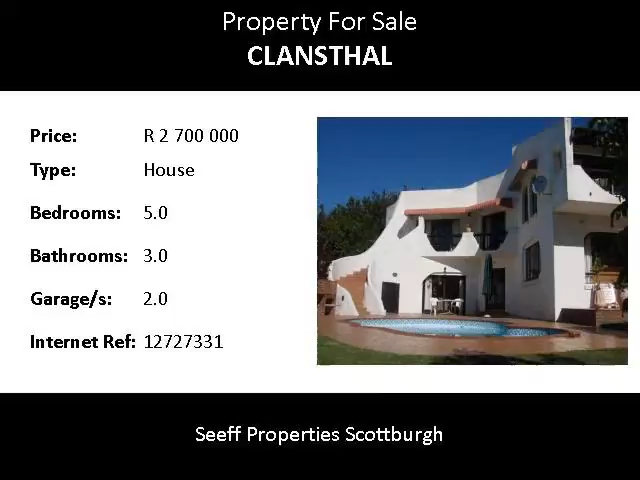 Property For Sale
CLANSTHAL
Price: R 2 700 000
Type: House
Bedrooms: 5.0
Bathrooms: 3.0
Garage/s: 2.0
Internet Ref: 12727331
Seeff Properties Scottburgh